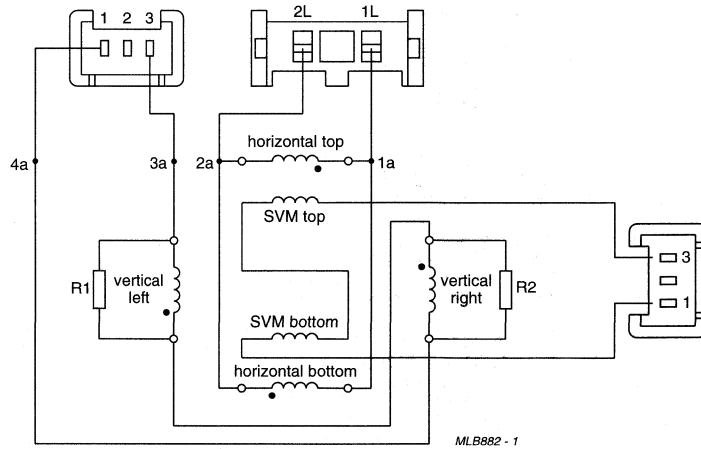 1 2 3
2L 1L
horizontal top
4a 3a 2a 1a
SVM top
3
R1 vertical left
vertical right R2
1
SVM bottom
horizontal bottom
MLB882 - 1